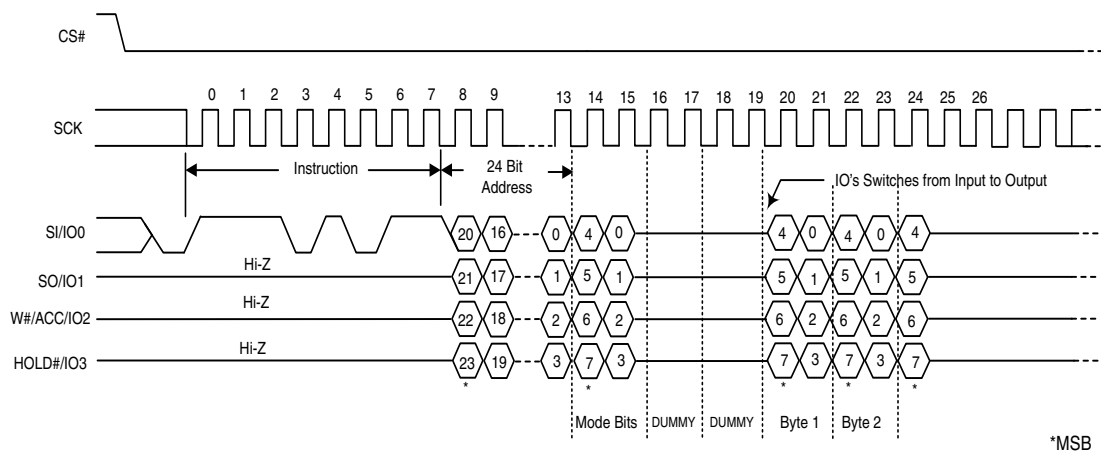 CS#
0 1 2 3 4 5 6 7 8 9 13 14 15 16 17 18 19 20 21 22 23 24 25 26
SCK
Instruction
24 Bit
Address
IO's Switches from Input to Output
SI/IO0 20 16 0 4 0 4 0 4 0 4
Hi-Z
SO/IO1 21 17 1 5 1 5 1 5 1 5
Hi-Z
W#/ACC/IO2 22 18 2 6 2 6 2 6 2 6
Hi-Z
HOLD#/IO3 23 19 3 7 3 7 3 7 3 7
* * * * *
Mode Bits DUMMY DUMMY Byte 1 Byte 2
*MSB